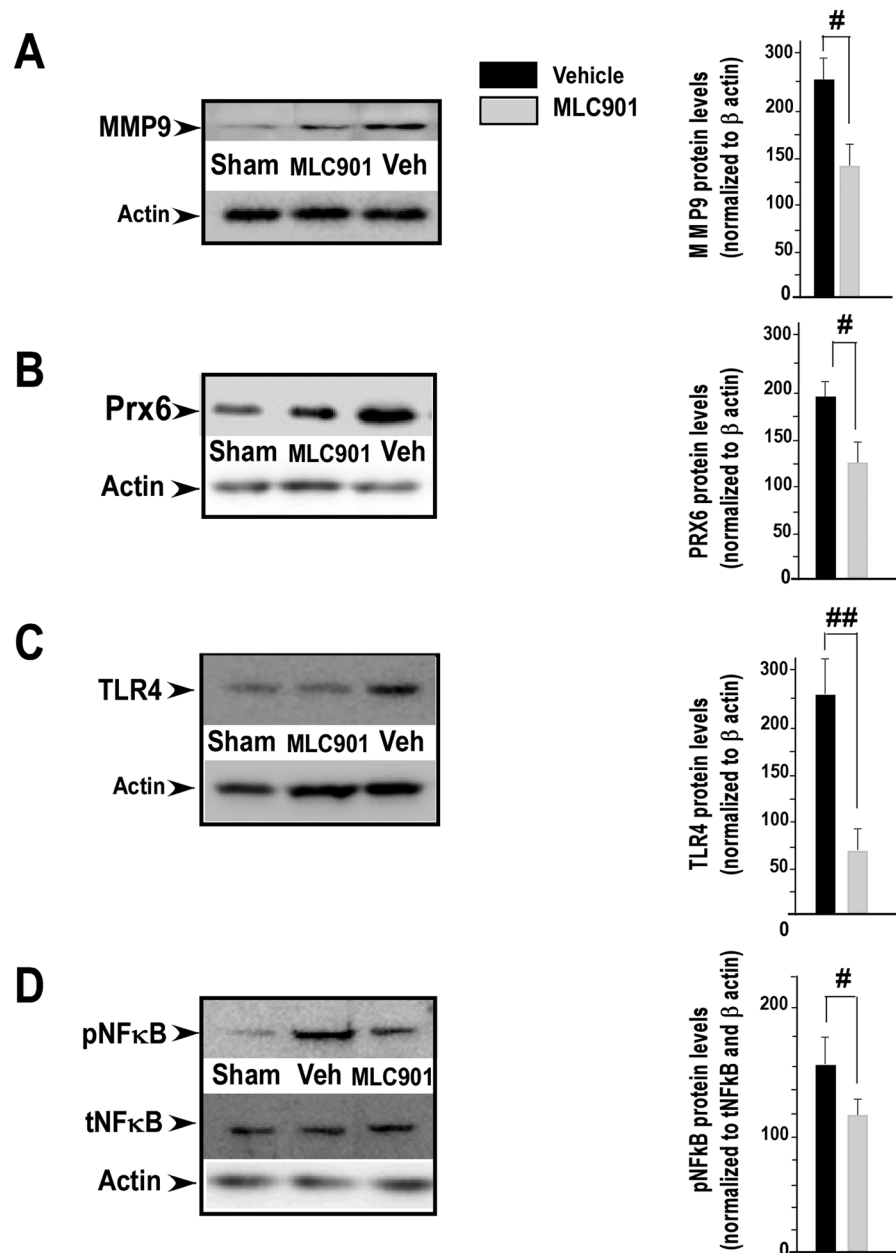 A
MMP9
Sham MLC901 Veh
Actin
Vehicle
MLC901
MMP9 protein levels
(normalized to β actin)
300
200
150
100
50
0
#
B
Prx6
Sham MLC901 Veh
Actin
PRX6 protein levels
(normalized to β actin)
300
200
150
100
50
0
#
C
TLR4
Sham MLC901 Veh
Actin
TLR4 protein levels
(normalized to β actin)
300
200
150
100
50
0
##
D
pNFκB
Sham Veh MLC901
tNFκB
Actin
pNFkB protein levels
(normalized to tNFkB and β actin)
200
100
0
#